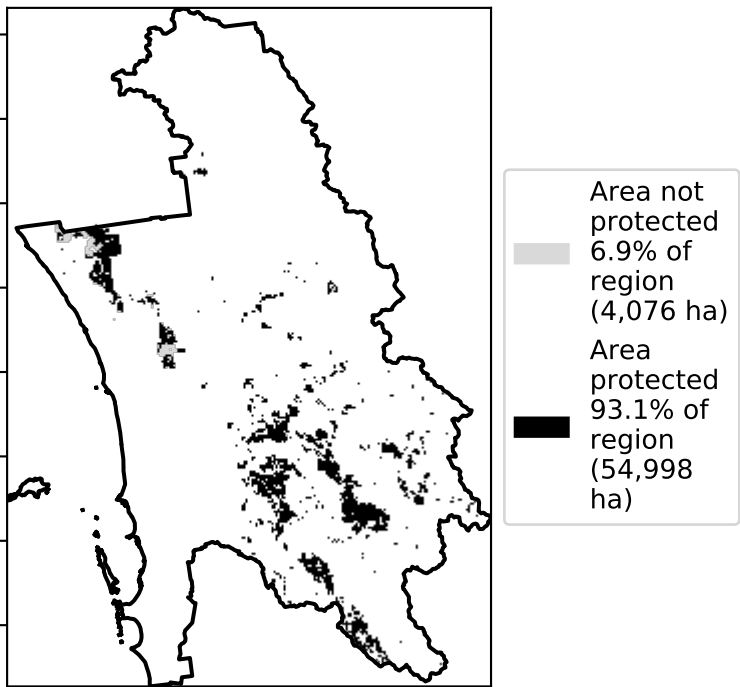 Area not
protected
6.9% of
region
(4,076 ha)
Area
protected
93.1% of
region
(54,998
ha)